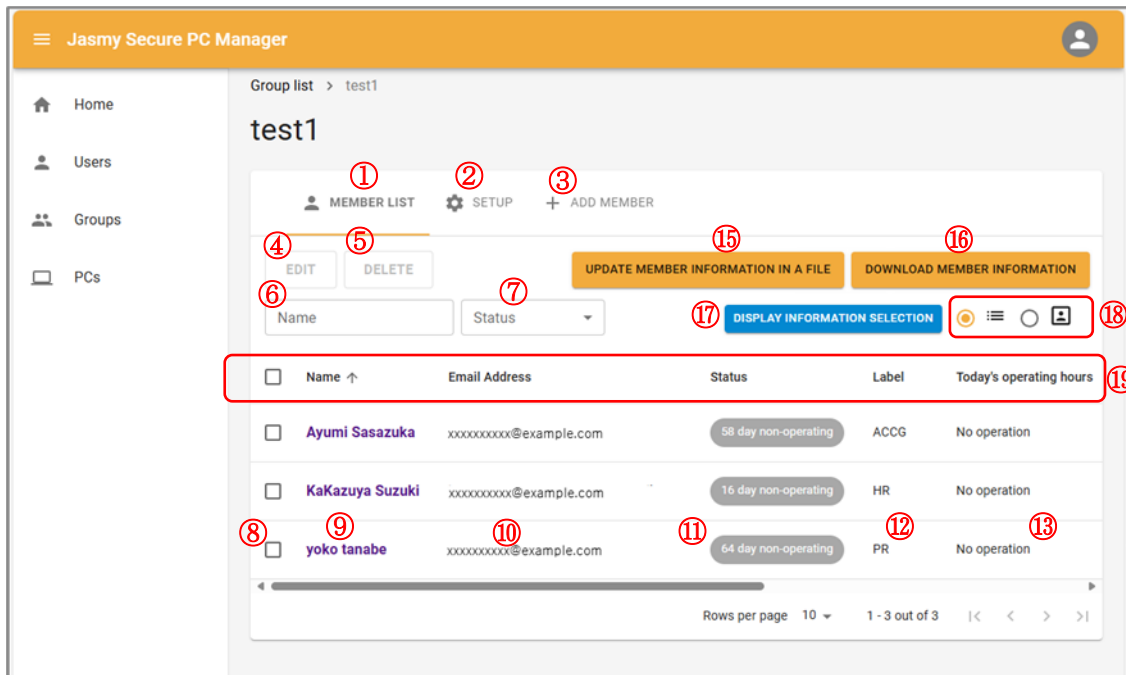 Jasmy Secure PC Manager
Group list > test1
Home
test1
Users
① ② ③
MEMBER LIST SETUP + ADD MEMBER
Groups
④ ⑤ ⑮ ⑯
EDIT DELETE UPDATE MEMBER INFORMATION IN A FILE DOWNLOAD MEMBER INFORMATION
PCs
⑥ ⑦
Name Status ⑰ DISPLAY INFORMATION SELECTION ⑱
Name ↑ Email Address Status Label Today's operating hours ⑲
Ayumi Sasazuka xxxxxxxxxx@example.com 58 day non-operating ACCG No operation
KaKazuya Suzuki xxxxxxxxxx@example.com 16 day non-operating HR No operation
⑧ ⑨ ⑩ ⑪ ⑫ ⑬
yoko tanabe xxxxxxxxxx@example.com 64 day non-operating PR No operation
Rows per page 10 1 - 3 out of 3 |< < > >|